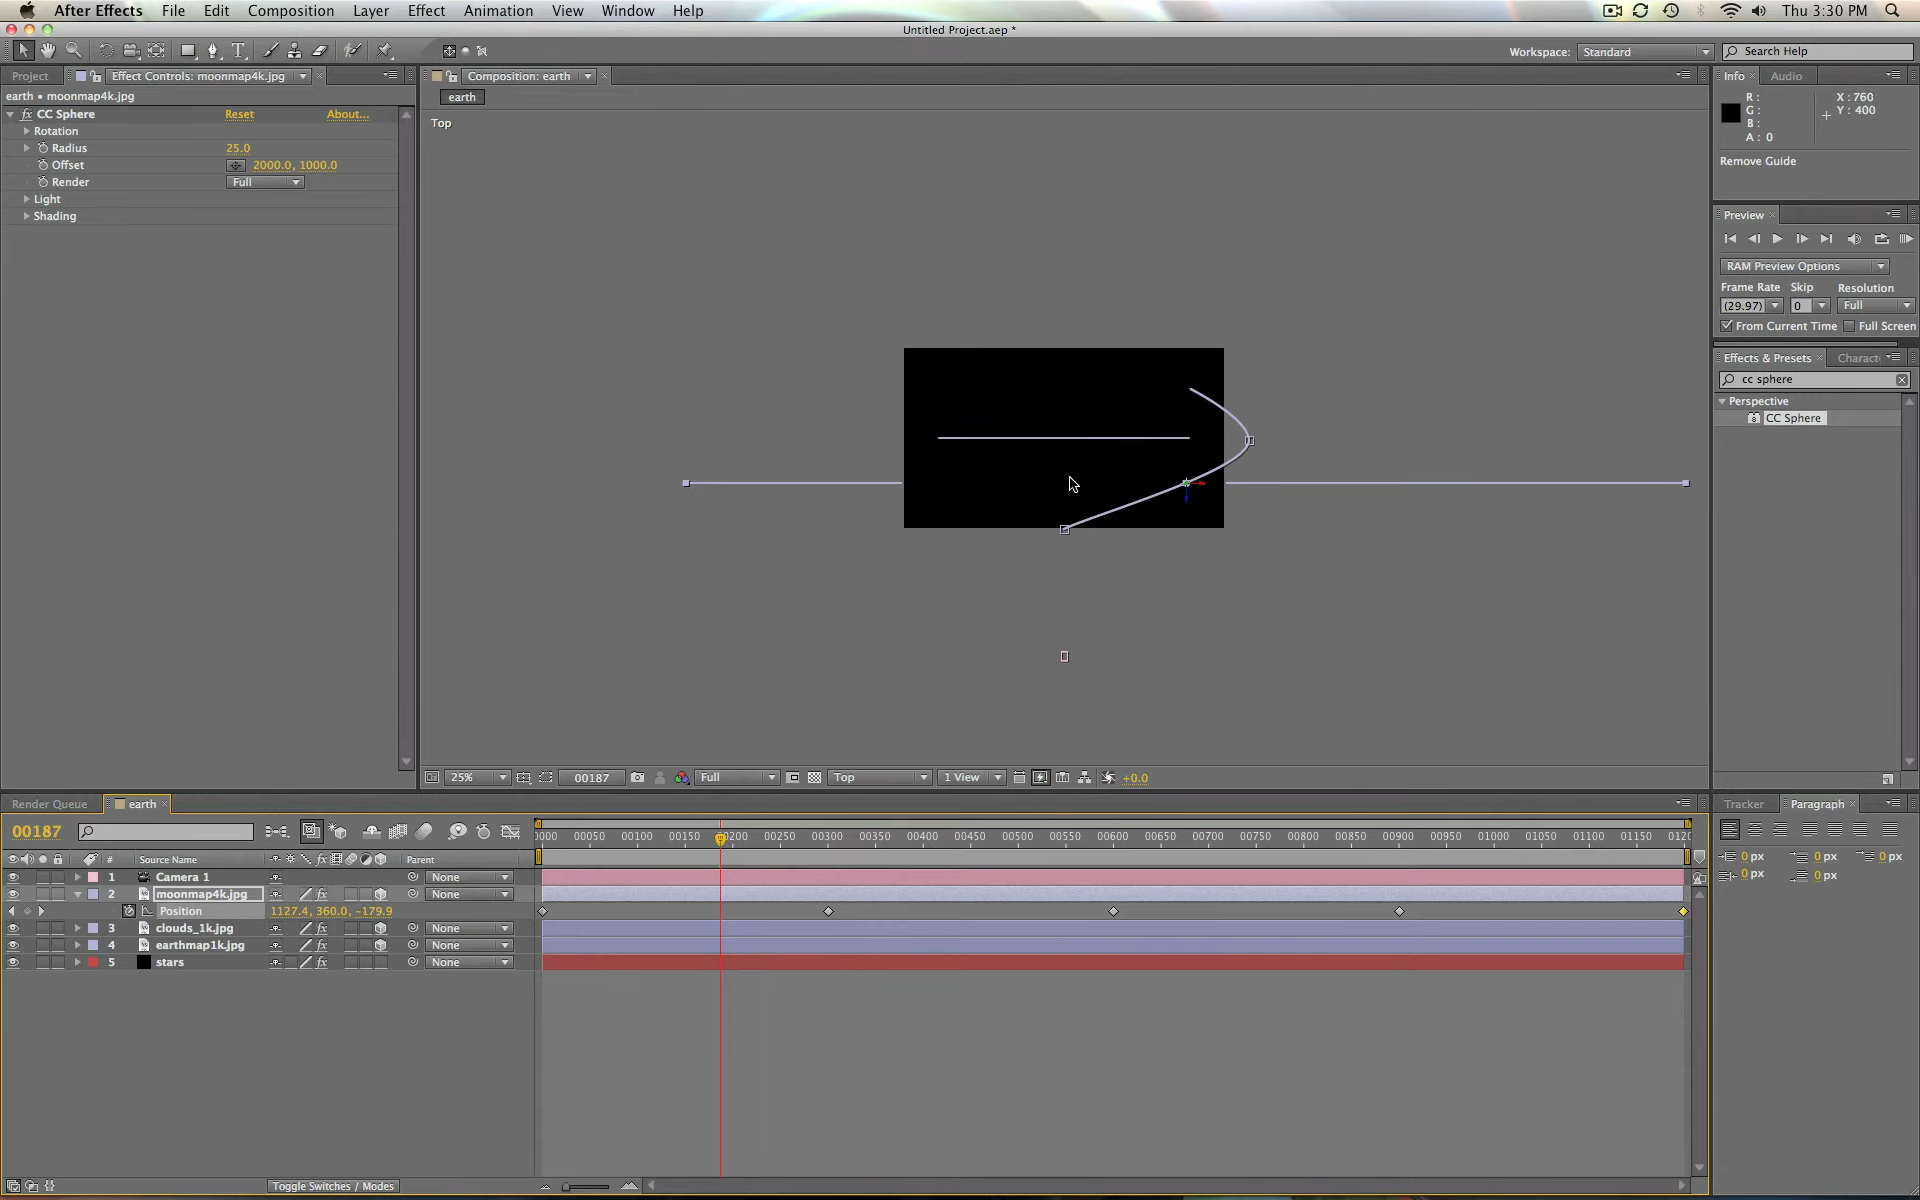 After Effects File Edit Composition Layer Effect Animation View Window Help Thu 3:30 PM
Untitled Project.aep *
Workspace: Standard Search Help
Project Effect Controls: moonmap4k.jpg Composition: earth Info Audio
earth • moonmap4k.jpg earth
CC Sphere Reset About...
Rotation
Radius 25.0
Offset 2000.0, 1000.0
Render Full
Light
Shading
Top
R : X : 760
G : Y : 400
B :
A : 0
Remove Guide
Preview
RAM Preview Options
Frame Rate Skip Resolution
(29.97) 0 Full
From Current Time Full Screen
Effects & Presets Charact
cc sphere
Perspective
CC Sphere
25% 00187 Full Top 1 View +0.0
Render Queue earth Tracker Paragraph
00187
0000 00050 00100 00150 00200 00250 00300 00350 00400 00450 00500 00550 00600 00650 00700 00750 00800 00850 00900 00950 01000 01050 01100 01150 0120
# Source Name fx Parent
1 Camera 1 None
2 moonmap4k.jpg fx None
Position 1127.4, 360.0, -179.9
3 clouds_1k.jpg fx None
4 earthmap1k.jpg fx None
5 stars fx None
0 px 0 px 0 px
0 px 0 px
Toggle Switches / Modes